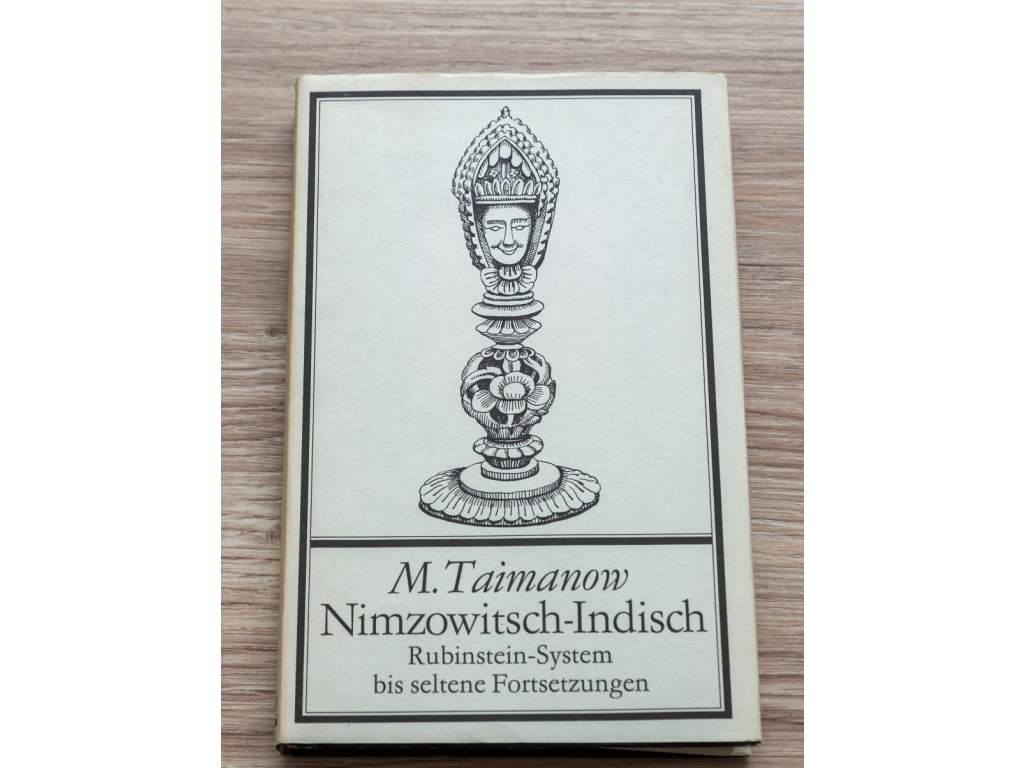 M. Taimanow
Nimzowitsch-Indisch
Rubinstein-System
bis seltene Fortsetzungen